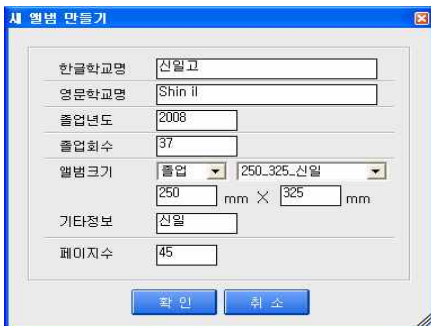 새 앨범 만들기
한글학교명 신일고
영문학교명 Shin il
졸업년도 2008
졸업회수 37
앨범크기 졸업 250_325_신일
250 mm X 325 mm
기타정보 신일
페이지수 45
확 인 취 소